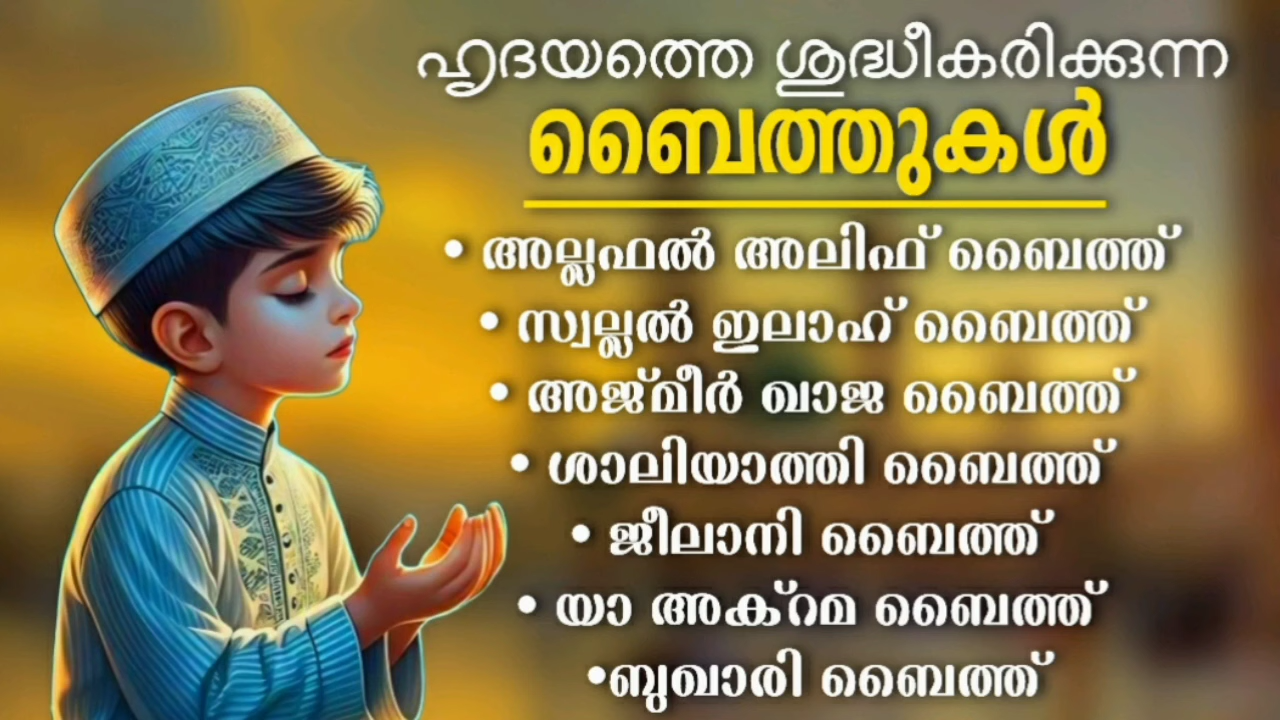 ഹൃദയത്തെ ശുദ്ധീകരിക്കുന്ന
ബൈത്തുകൾ
• അല്ലഫൽ അലിഫ് ബൈത്ത്
• സ്വല്ലൽ ഇലാഹ് ബൈത്ത്
• അജ്മീർ ഖാജ ബൈത്ത്
• ശാലിയാത്തി ബൈത്ത്
• ജീലാനി ബൈത്ത്
• യാ അക്റമ ബൈത്ത്
•ബുഖാരി ബൈത്ത്